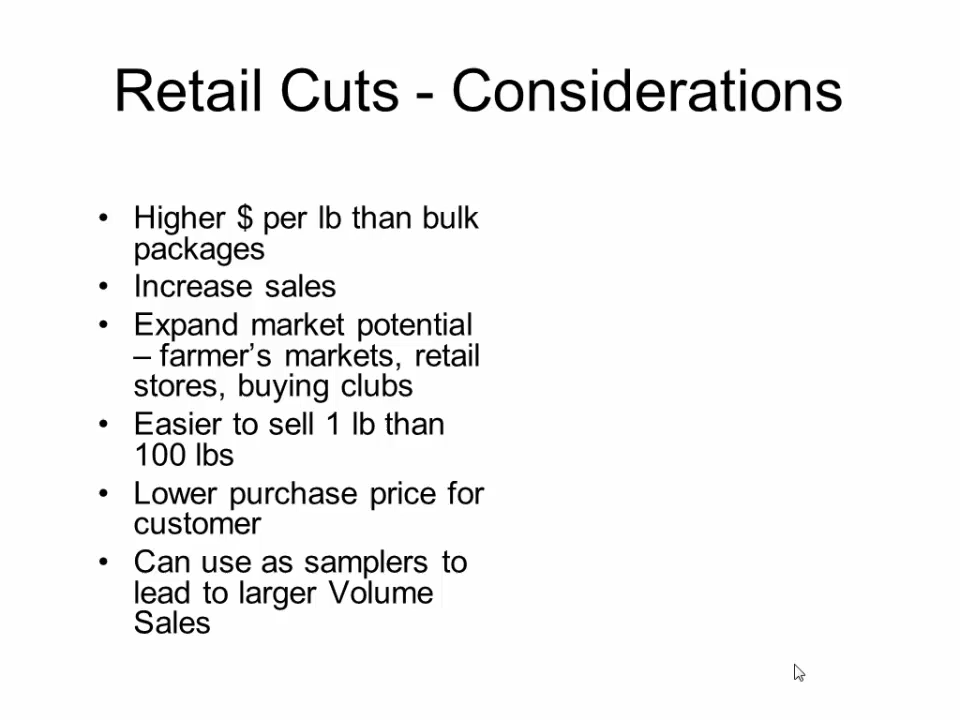 Retail Cuts - Considerations
• Higher $ per lb than bulk
packages
• Increase sales
• Expand market potential
– farmer’s markets, retail
stores, buying clubs
• Easier to sell 1 lb than
100 lbs
• Lower purchase price for
customer
• Can use as samplers to
lead to larger Volume
Sales